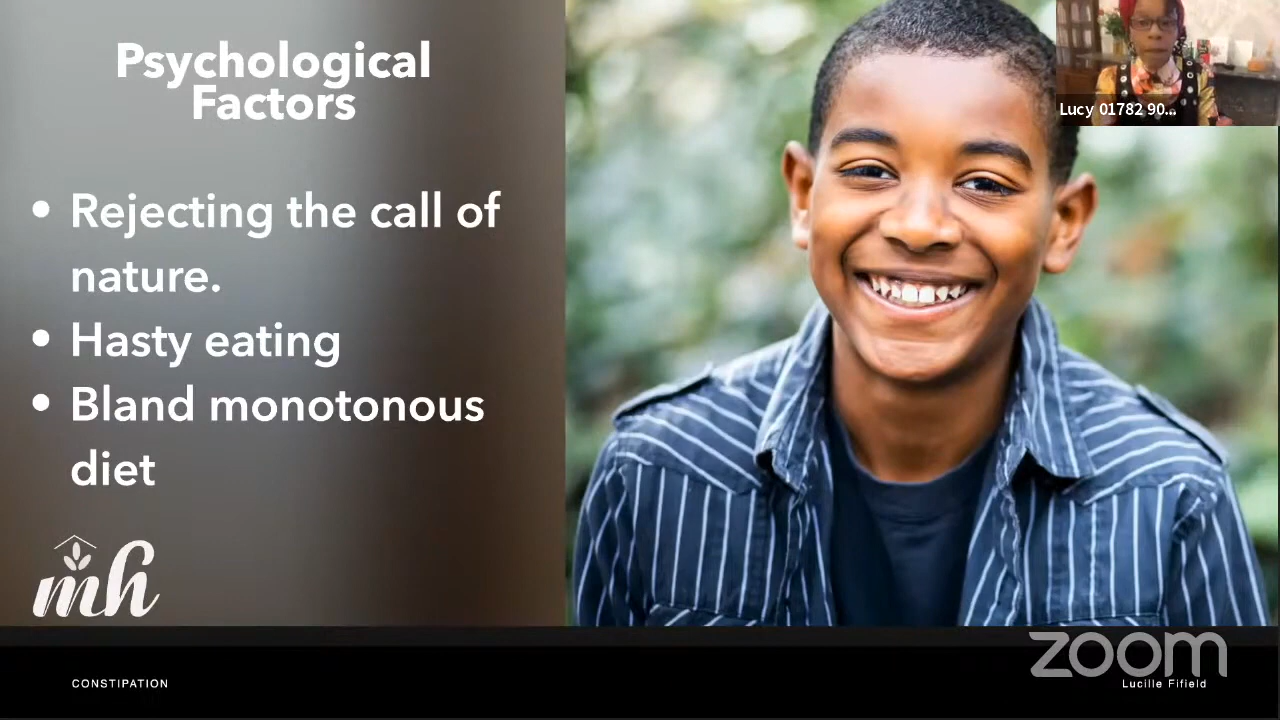 Psychological
Factors
• Rejecting the call of
nature.
• Hasty eating
• Bland monotonous
diet
mh
Lucy 01782 90...
CONSTIPATION
zoom
Lucille Fifield